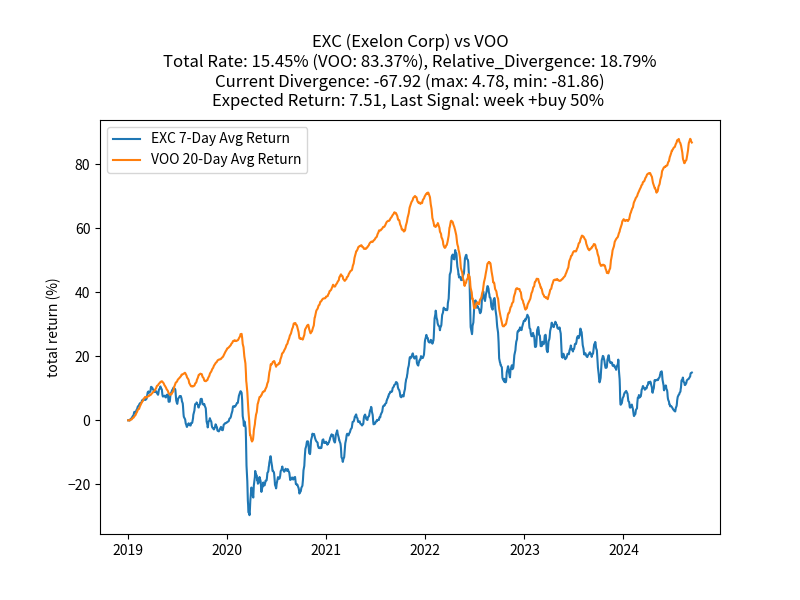 EXC (Exelon Corp) vs VOO
Total Rate: 15.45% (VOO: 83.37%), Relative_Divergence: 18.79%
Current Divergence: -67.92 (max: 4.78, min: -81.86)
Expected Return: 7.51, Last Signal: week +buy 50%
EXC 7-Day Avg Return
VOO 20-Day Avg Return
total return (%)
80
60
40
20
0
−20
2019 2020 2021 2022 2023 2024